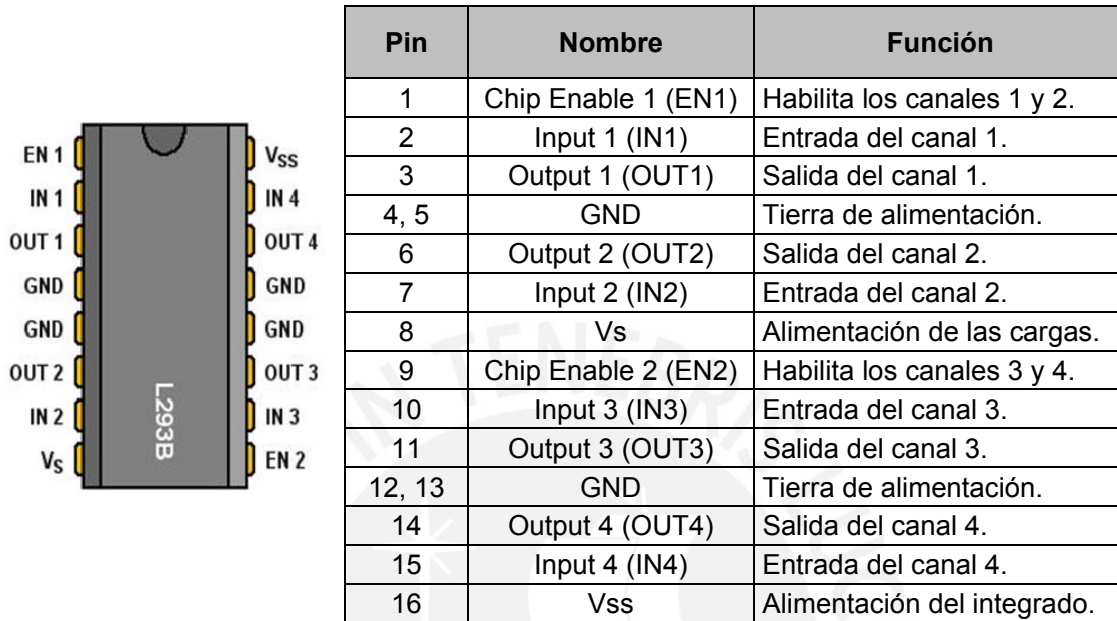 EN 1
IN 1
OUT 1
GND
GND
OUT 2
IN 2
VS
L293B
VSS
IN 4
OUT 4
GND
GND
OUT 3
IN 3
EN 2
Pin Nombre Función
1 Chip Enable 1 (EN1) Habilita los canales 1 y 2.
2 Input 1 (IN1) Entrada del canal 1.
3 Output 1 (OUT1) Salida del canal 1.
4, 5 GND Tierra de alimentación.
6 Output 2 (OUT2) Salida del canal 2.
7 Input 2 (IN2) Entrada del canal 2.
8 Vs Alimentación de las cargas.
9 Chip Enable 2 (EN2) Habilita los canales 3 y 4.
10 Input 3 (IN3) Entrada del canal 3.
11 Output 3 (OUT3) Salida del canal 3.
12, 13 GND Tierra de alimentación.
14 Output 4 (OUT4) Salida del canal 4.
15 Input 4 (IN4) Entrada del canal 4.
16 Vss Alimentación del integrado.